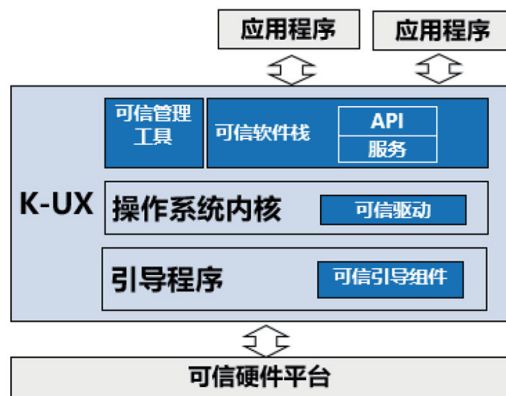 应用程序
应用程序
可信管理
工具
可信软件栈
API
服务
K-UX
操作系统内核
可信驱动
引导程序
可信引导组件
可信硬件平台